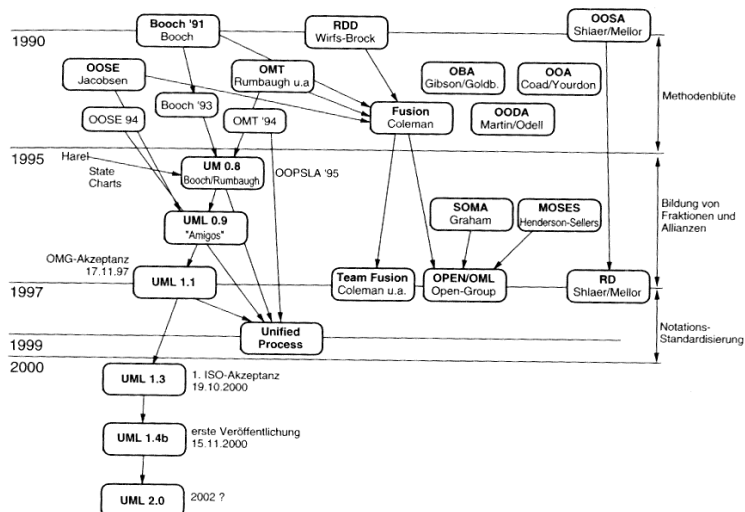 Booch '91
Booch
RDD
Wirfs-Brock
OOSA
Shlaer/Mellor
1990
OOSE
Jacobsen
OMT
Rumbaugh u.a
OBA
Gibson/Goldb.
OOA
Coad/Yourdon
Methodenblüte
Booch '93
OOSE 94
OMT '94
Fusion
Coleman
OODA
Martin/Odell
1995
Harel
State
Charts
UM 0.8
Booch/Rumbaugh
OOPSLA '95
Bildung von
Fraktionen und
Allianzen
UML 0.9
"Amigos"
SOMA
Graham
MOSES
Henderson-Sellers
OMG-Akzeptanz
17.11.97
UML 1.1
Team Fusion
Coleman u.a.
OPEN/OML
Open-Group
RD
Shlaer/Mellor
1997
Unified
Process
Notations-
Standardisierung
1999
2000
UML 1.3
1. ISO-Akzeptanz
19.10.2000
UML 1.4b
erste Veröffentlichung
15.11.2000
UML 2.0
2002 ?